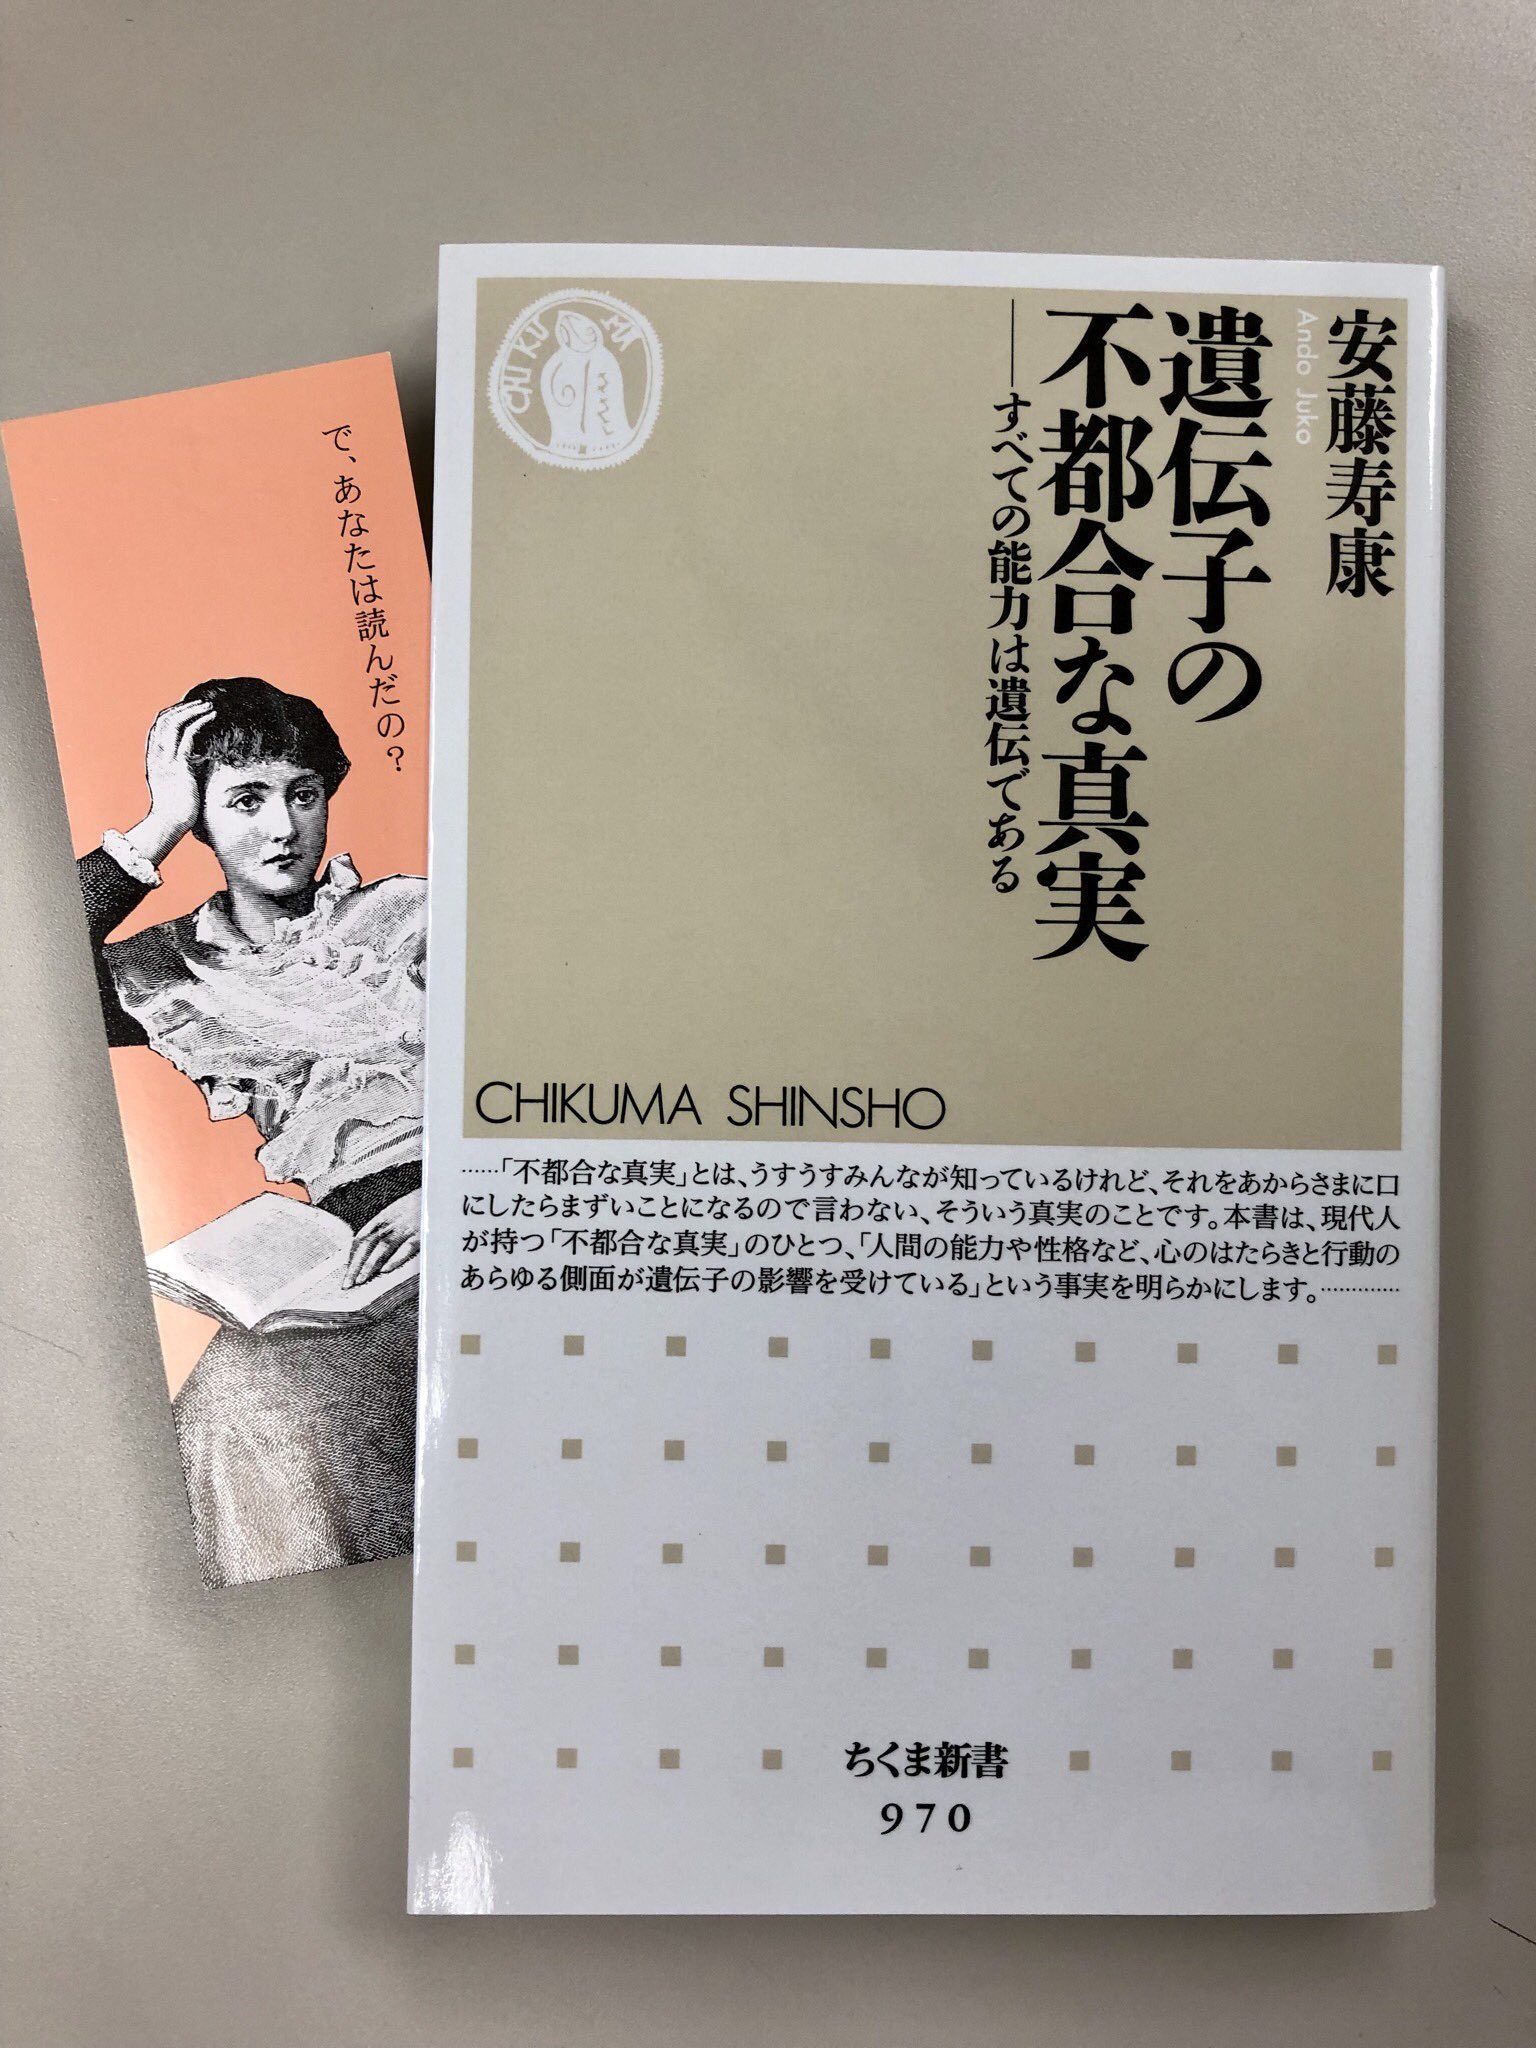 で、あなたは読んだの?
安藤寿康
Ando Juko
遺伝子の
不都合な真実
──すべての能力は遺伝である
CHIKUMA
CHIKUMA SHINSHO
……「不都合な真実」とは、うすうすみんなが知っているけれど、それをあからさまに口
にしたらまずいことになるので言わない、そういう真実のことです。本書は、現代人
が持つ「不都合な真実」のひとつ、「人間の能力や性格など、心のはたらきと行動の
あらゆる側面が遺伝子の影響を受けている」という事実を明らかにします。…………
ちくま新書
970